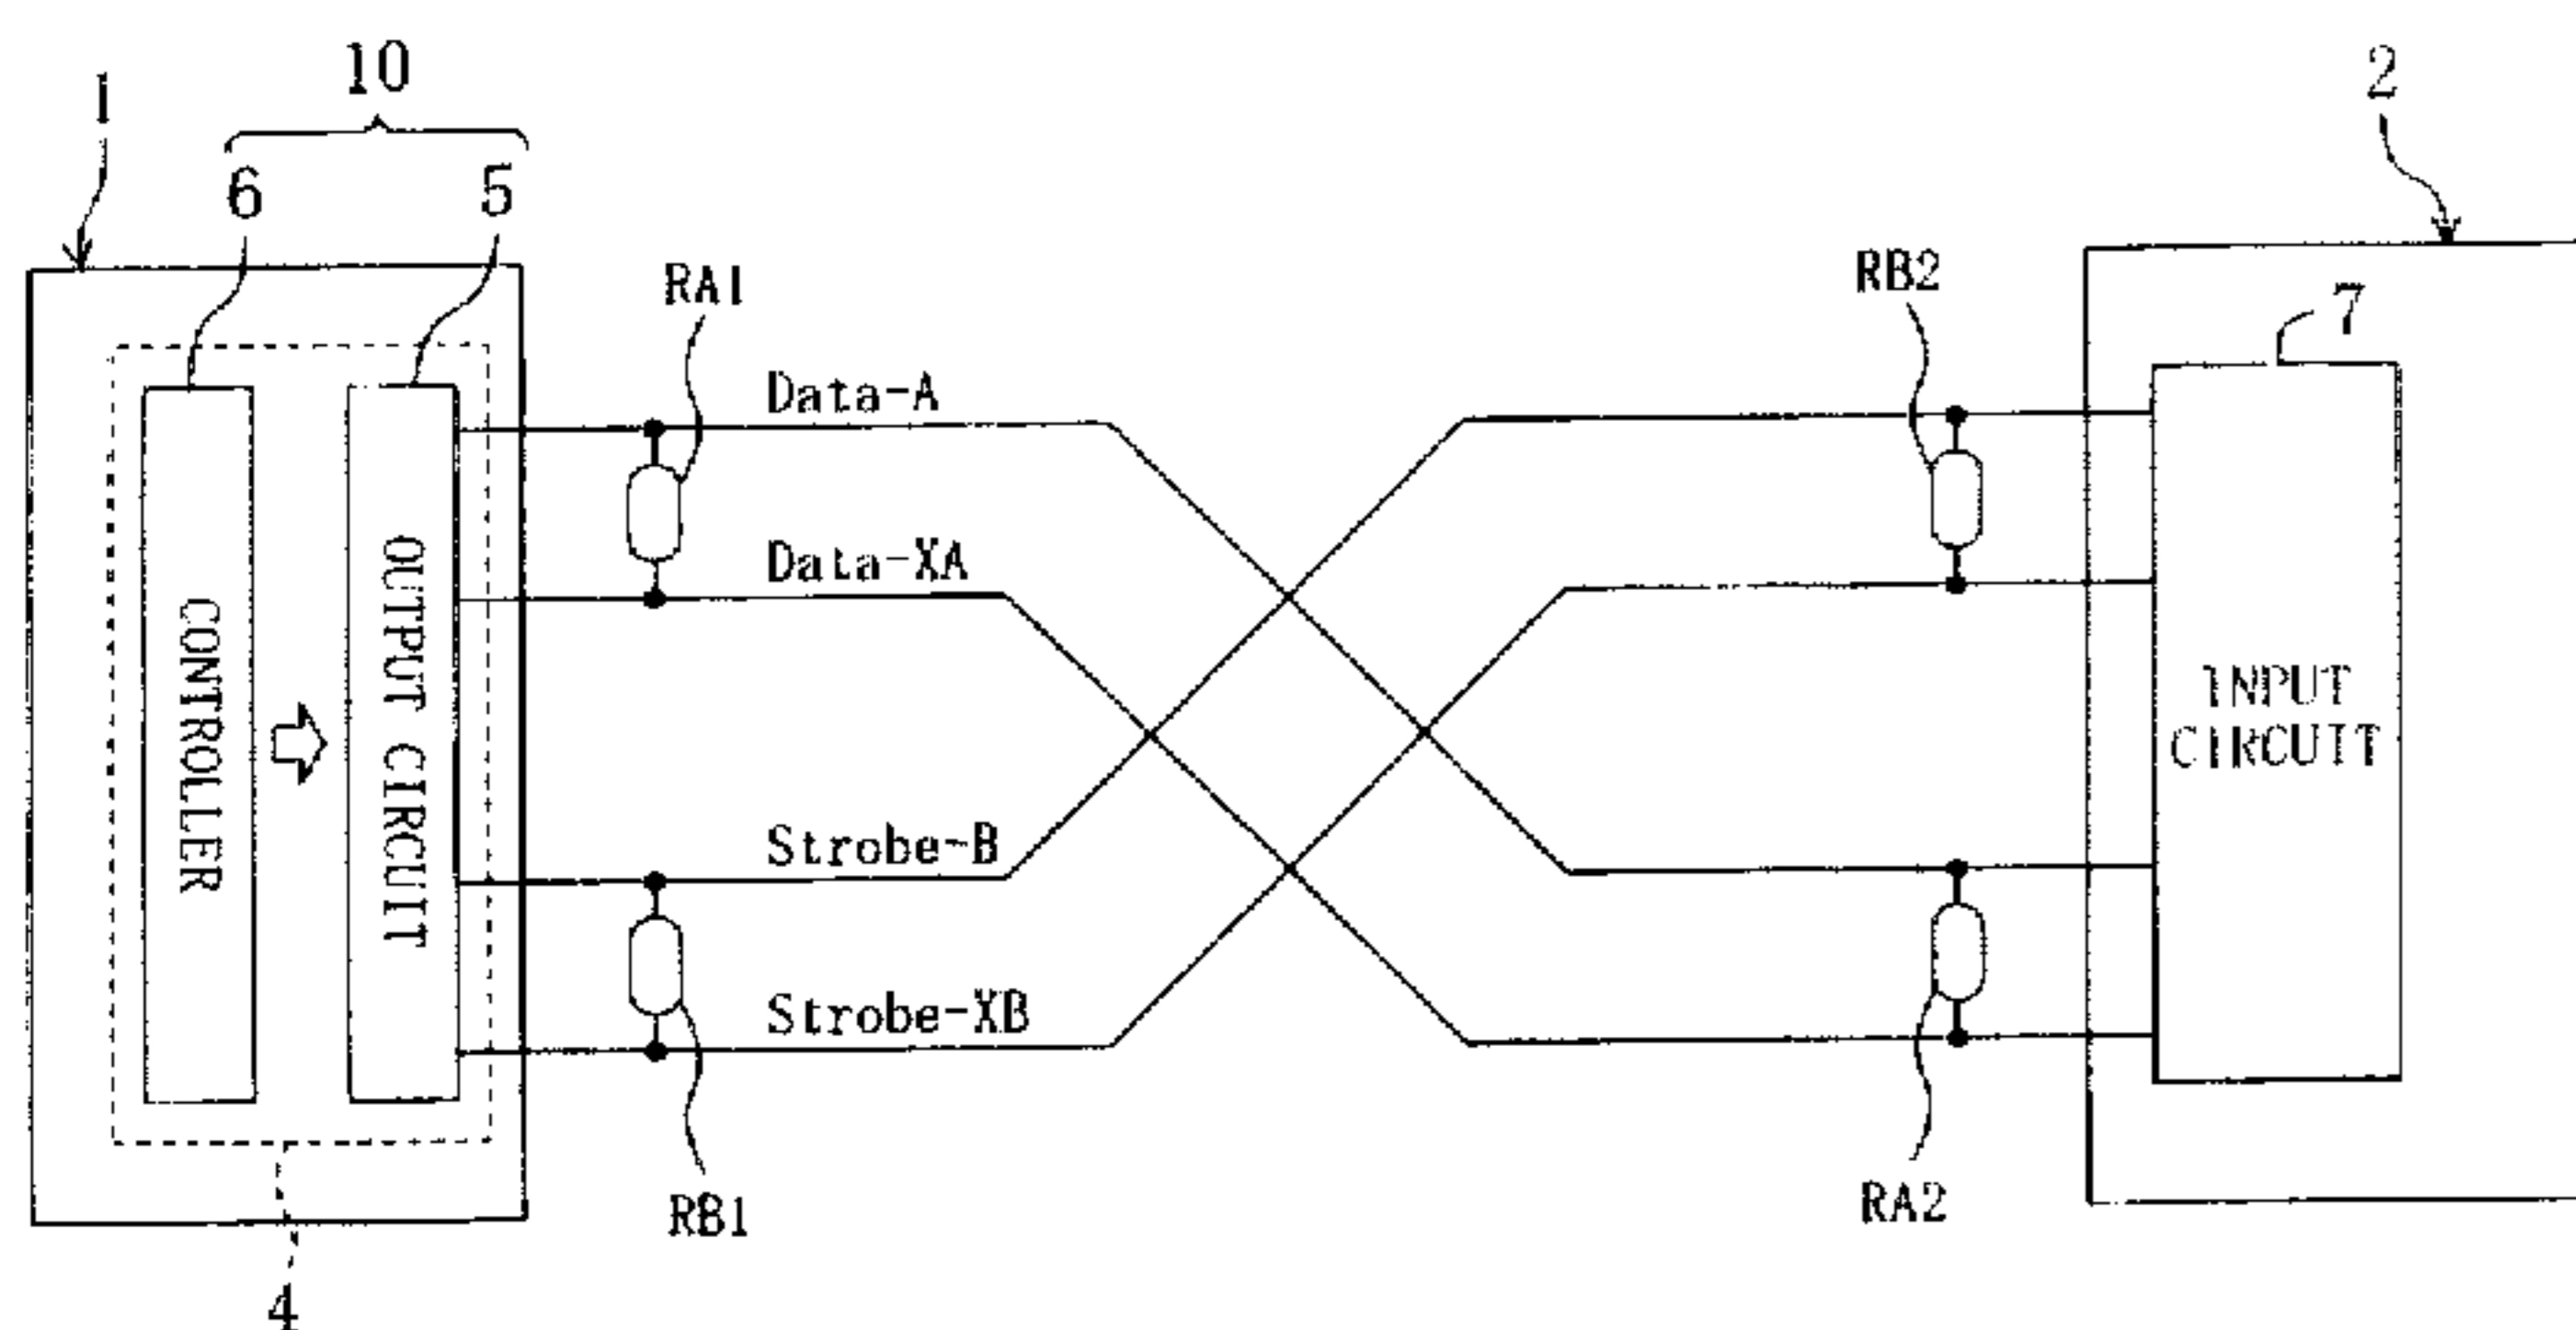 10
1
2
6
5
RA1
RB2
7
Data-A
Data-XA
CONTROLLER
OUTPUT CIRCUIT
INPUT
CIRCUIT
Strobe-B
Strobe-XB
RB1
RA2
4